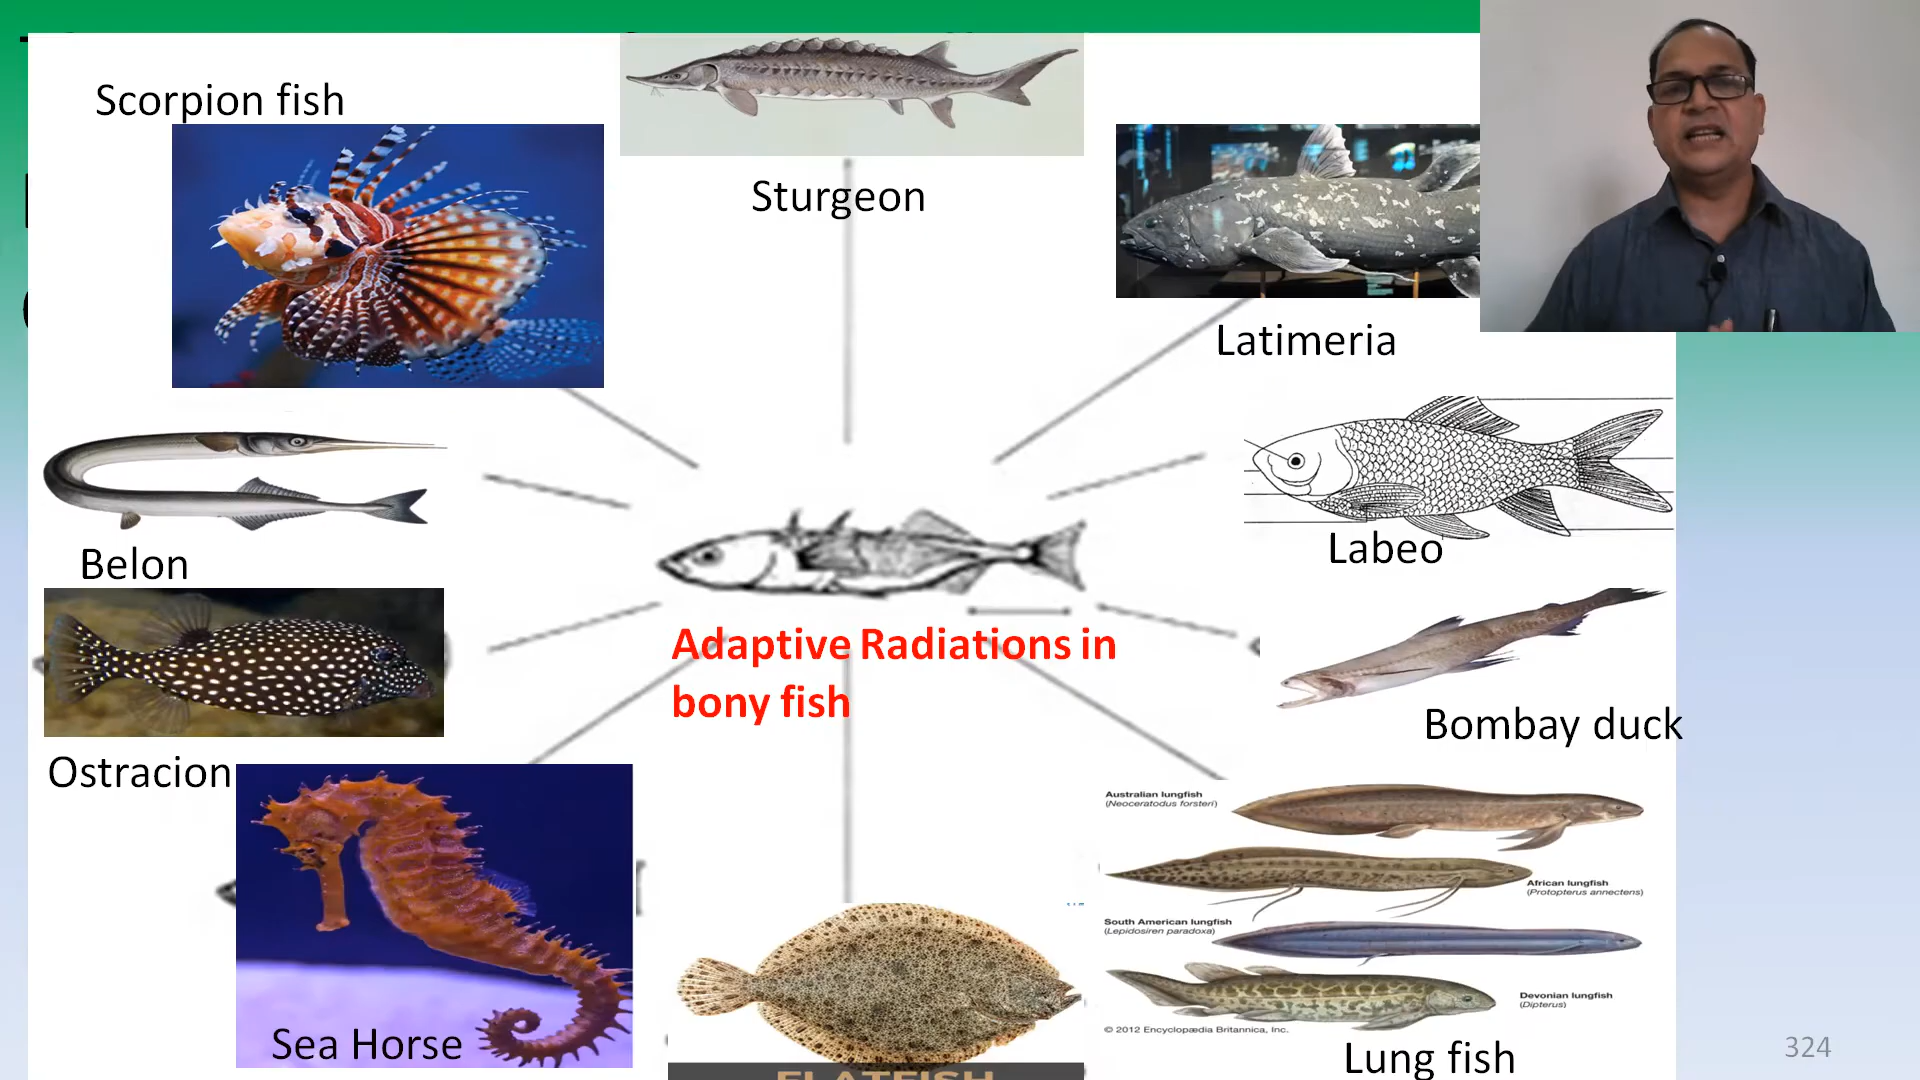 Scorpion fish
Sturgeon
Latimeria
Belon
Labeo
Adaptive Radiations in
bony fish
Bombay duck
Ostracion
Australian lungfish
(Neoceratodus forsteri)
African lungfish
(Protopterus annectens)
South American lungfish
(Lepidosiren paradoxa)
Devonian lungfish
(Dipterus)
© 2012 Encyclopædia Britannica, Inc.
Sea Horse
Lung fish
FLATFISH
324